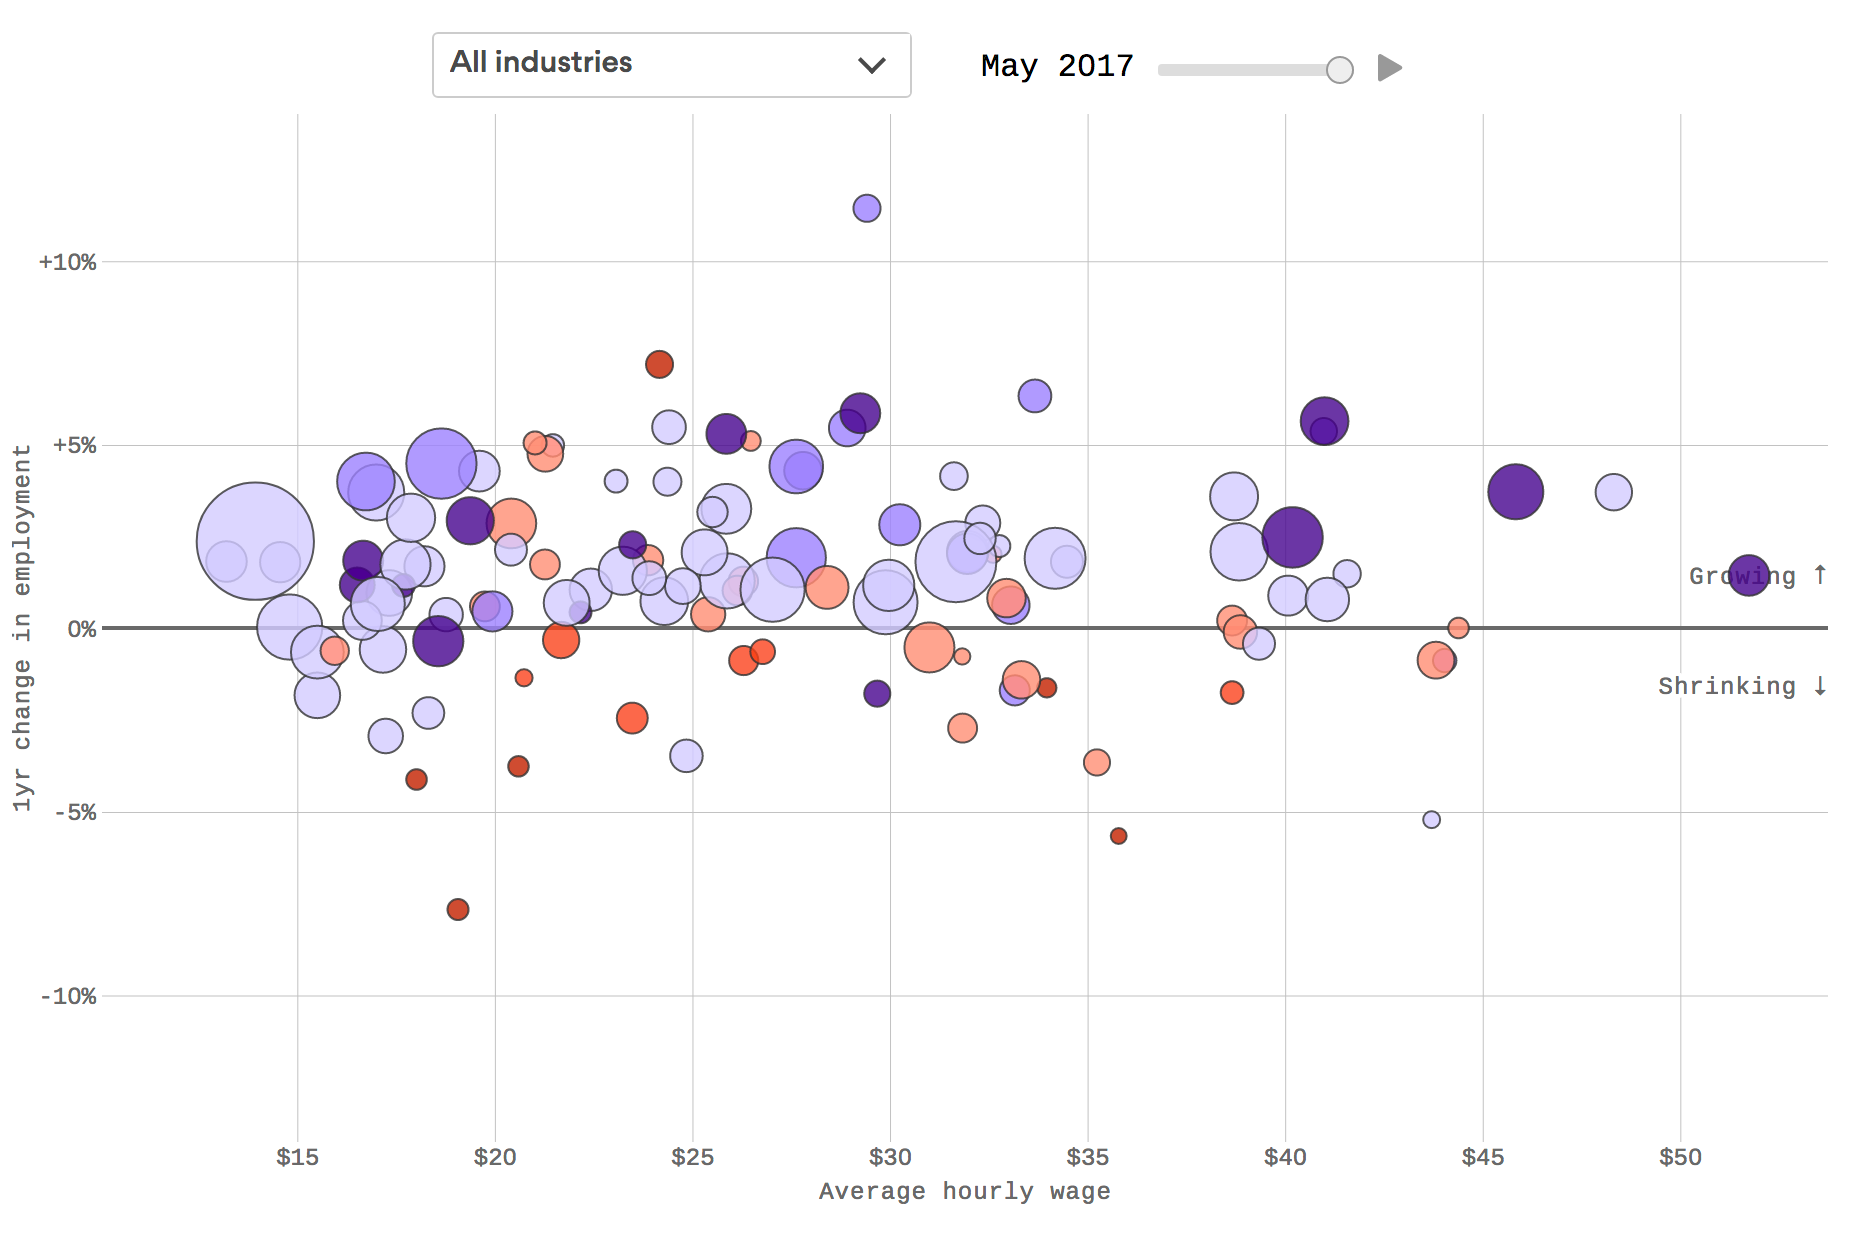 All industries
May 2017
+10%
+5%
0%
-5%
-10%
1yr change in employment
Growing ↑
Shrinking ↓
$15 $20 $25 $30 $35 $40 $45 $50
Average hourly wage